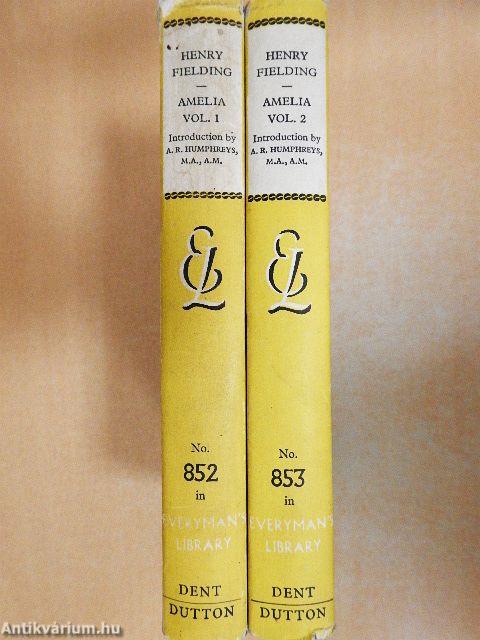 HENRY
FIELDING
—
AMELIA
VOL. 1
Introduction by
A. R. HUMPHREYS,
M.A., A.M.
EL
No.
852
in
EVERYMAN'S
LIBRARY
DENT
DUTTON
HENRY
FIELDING
—
AMELIA
VOL. 2
Introduction by
A. R. HUMPHREYS,
M.A., A.M.
EL
No.
853
in
EVERYMAN'S
LIBRARY
DENT
DUTTON
Antikvárium.hu